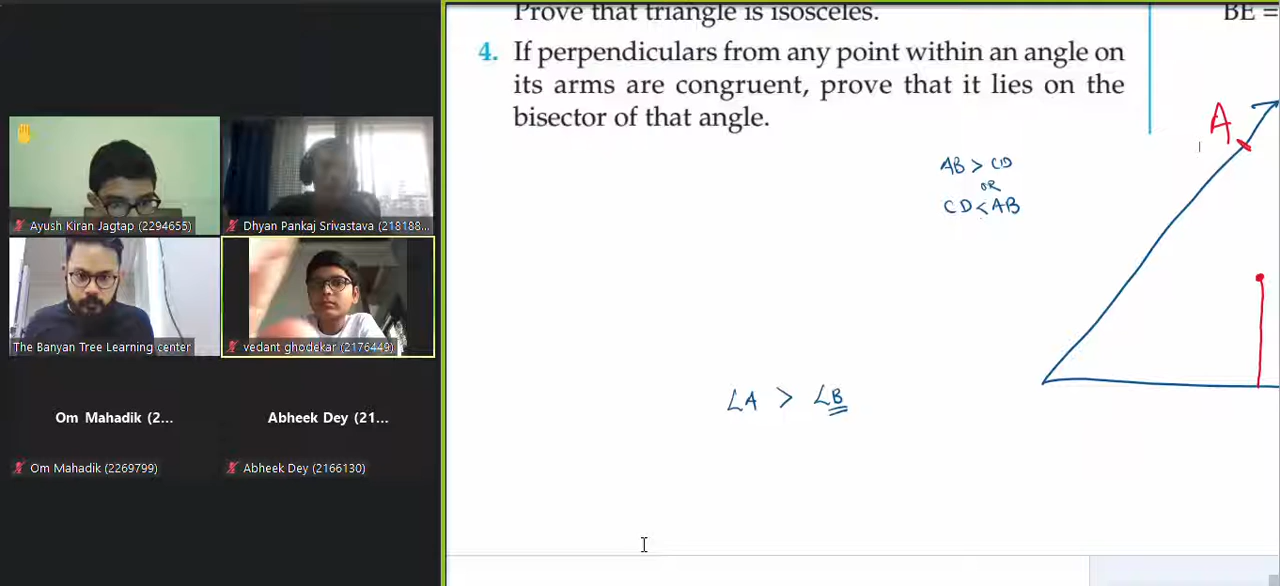 Prove that triangle is isosceles.
BE =
4. If perpendiculars from any point within an angle on
its arms are congruent, prove that it lies on the
bisector of that angle.
A
AB > CD
OR
CD < AB
∠A > ∠B
Ayush Kiran Jagtap (2294655)
Dhyan Pankaj Srivastava (218188...
The Banyan Tree Learning center
vedant ghodekar (2176449)
Om Mahadik (2...
Abheek Dey (21...
Om Mahadik (2269799)
Abheek Dey (2166130)